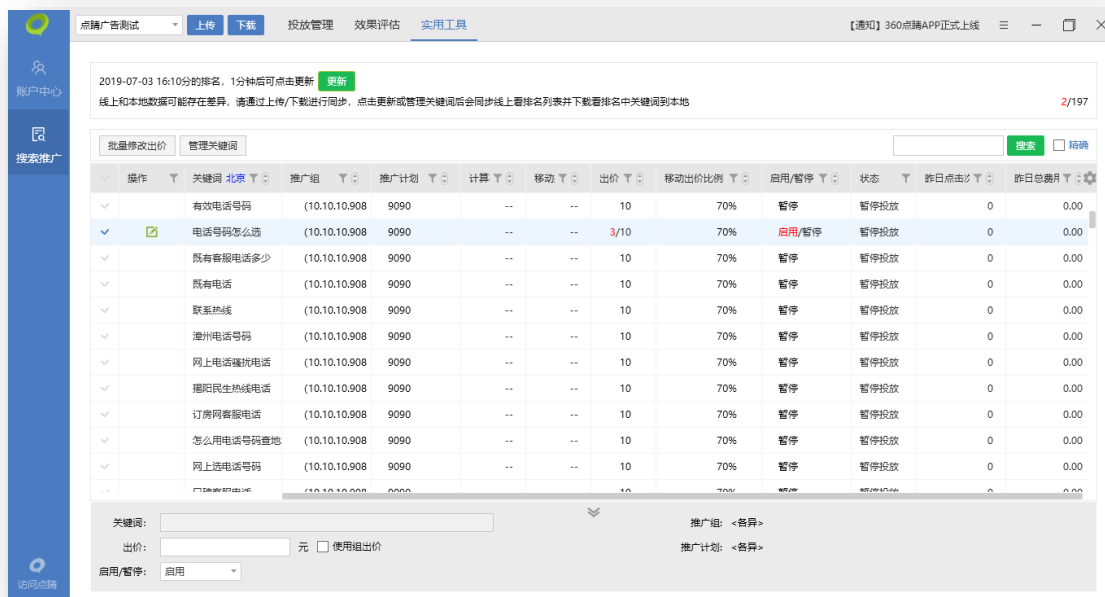 点睛广告测试 上传 下载 投放管理 效果评估 实用工具 【通知】360点睛APP正式上线
账户中心
搜索推广
2019-07-03 16:10分的排名，1分钟后可点击更新 更新
线上和本地数据可能存在差异，请通过上传/下载进行同步，点击更新或管理关键词后会同步线上看排名列表并下载看排名中关键词到本地 2/197
批量修改出价 管理关键词 搜索 精确
操作 关键词 北京 推广组 推广计划 计算 移动 出价 移动出价比例 启用/暂停 状态 昨日点击 昨日总费用
有效电话号码 (10.10.10.908 9090 -- -- 10 70% 暂停 暂停投放 0 0.00
电话号码怎么选 (10.10.10.908 9090 -- -- 3/10 70% 启用/暂停 暂停投放 0 0.00
既有客服电话多少 (10.10.10.908 9090 -- -- 10 70% 暂停 暂停投放 0 0.00
既有电话 (10.10.10.908 9090 -- -- 10 70% 暂停 暂停投放 0 0.00
联系热线 (10.10.10.908 9090 -- -- 10 70% 暂停 暂停投放 0 0.00
漳州电话号码 (10.10.10.908 9090 -- -- 10 70% 暂停 暂停投放 0 0.00
网上电话骚扰电话 (10.10.10.908 9090 -- -- 10 70% 暂停 暂停投放 0 0.00
揭阳民生热线电话 (10.10.10.908 9090 -- -- 10 70% 暂停 暂停投放 0 0.00
订房网客服电话 (10.10.10.908 9090 -- -- 10 70% 暂停 暂停投放 0 0.00
怎么用电话号码查地 (10.10.10.908 9090 -- -- 10 70% 暂停 暂停投放 0 0.00
网上选电话号码 (10.10.10.908 9090 -- -- 10 70% 暂停 暂停投放 0 0.00
关键词: 推广组: <各异>
出价: 元 使用组出价 推广计划: <各异>
启用/暂停: 启用
访问点睛